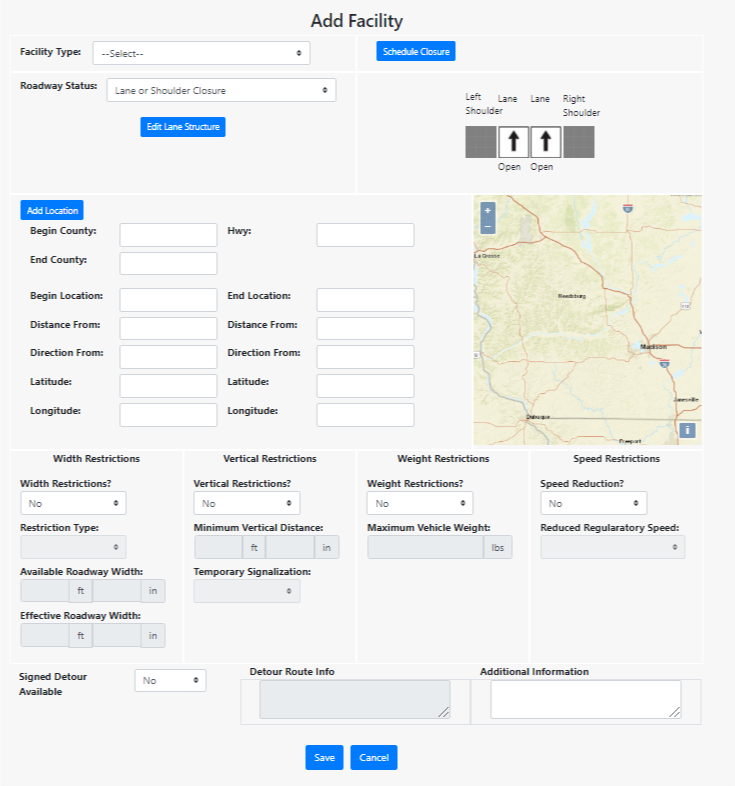 Add Facility
Facility Type: --Select--
Schedule Closure
Roadway Status: Lane or Shoulder Closure
Edit Lane Structure
Left Shoulder Lane Lane Right Shoulder
Open Open
Add Location
Begin County: Hwy:
End County:
Begin Location: End Location:
Distance From: Distance From:
Direction From: Direction From:
Latitude: Latitude:
Longitude: Longitude:
+
−
La Crosse
Reedsburg
Madison
Janesville
Dubuque
Freeport
i
Width Restrictions Vertical Restrictions Weight Restrictions Speed Restrictions
Width Restrictions? Vertical Restrictions? Weight Restrictions? Speed Reduction?
No No No No
Restriction Type: Minimum Vertical Distance: Maximum Vehicle Weight: Reduced Regularatory Speed:
ft in lbs
Available Roadway Width: Temporary Signalization:
ft in
Effective Roadway Width:
ft in
Signed Detour Available No
Detour Route Info Additional Information
Save Cancel